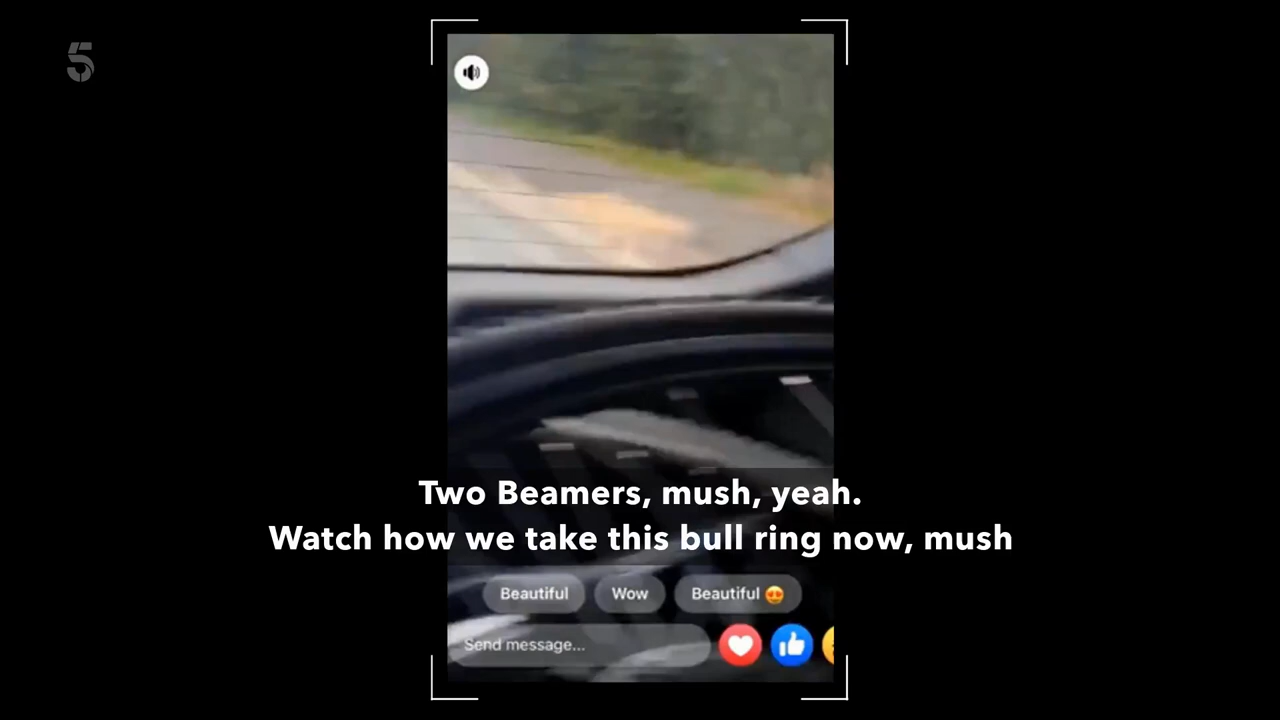 5
Two Beamers, mush, yeah.
Watch how we take this bull ring now, mush
Beautiful Wow Beautiful 😍
Send message...